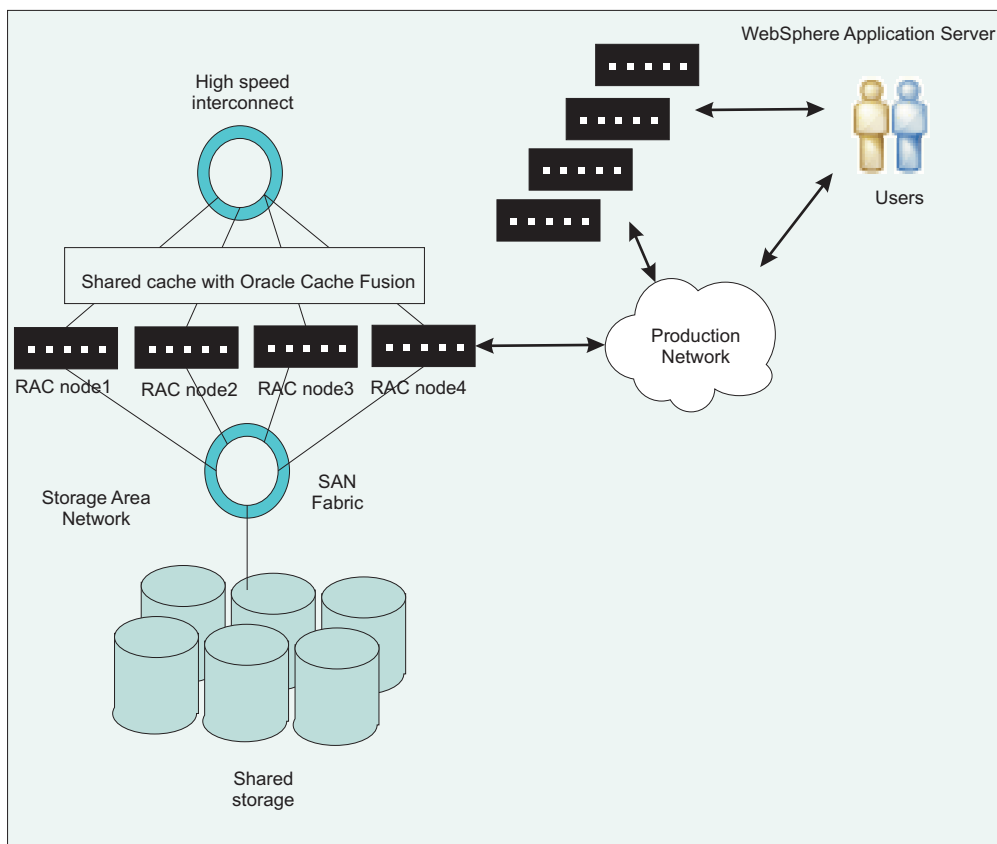 WebSphere Application Server
High speed
interconnect
Users
Shared cache with Oracle Cache Fusion
Production
Network
RAC node1
RAC node2
RAC node3
RAC node4
Storage Area
Network
SAN
Fabric
Shared
storage